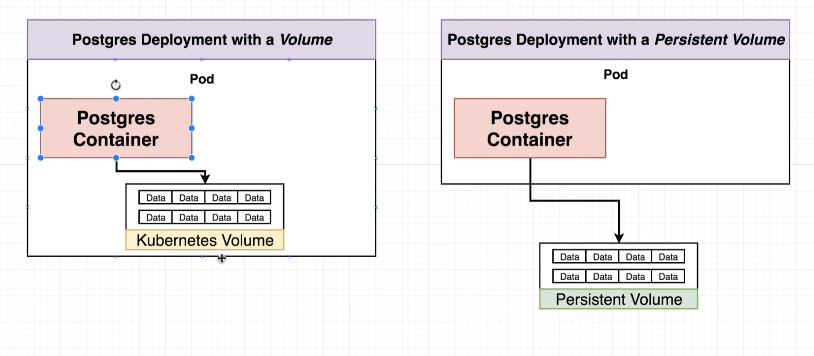 Postgres Deployment with a Volume
Pod
Postgres
Container
Data Data Data Data
Data Data Data Data
Kubernetes Volume
Postgres Deployment with a Persistent Volume
Pod
Postgres
Container
Data Data Data Data
Data Data Data Data
Persistent Volume